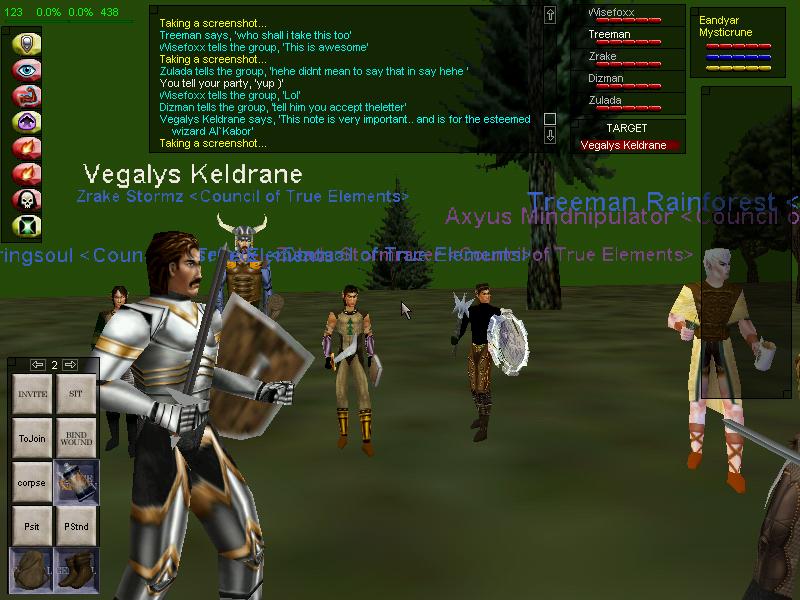 123 0.0% 0.0% 438
Taking a screenshot...
Treeman says, 'who shall i take this too'
Wisefoxx tells the group, 'This is awesome'
Taking a screenshot...
Zulada tells the group, 'hehe didnt mean to say that in say hehe '
You tell your party, 'yup )'
Wisefoxx tells the group, 'Lol'
Dizman tells the group, 'tell him you accept theletter'
Vegalys Keldrane says, 'This note is very important.. and is for the esteemed
wizard Al`Kabor'
Taking a screenshot...
Wisefoxx
Treeman
Zrake
Dizman
Zulada
TARGET
Vegalys Keldrane
Eandyar
Mysticrune
Vegalys Keldrane
Zrake Stormz <Council of True Elements>
Treeman Rainforest <
Axyus Mindnipulator <Council o
ringsoul <Coun
of True Elements>
of True Elements>
2
INVITE
SIT
ToJoin
BIND
WOUND
corpse
Psit
PStnd